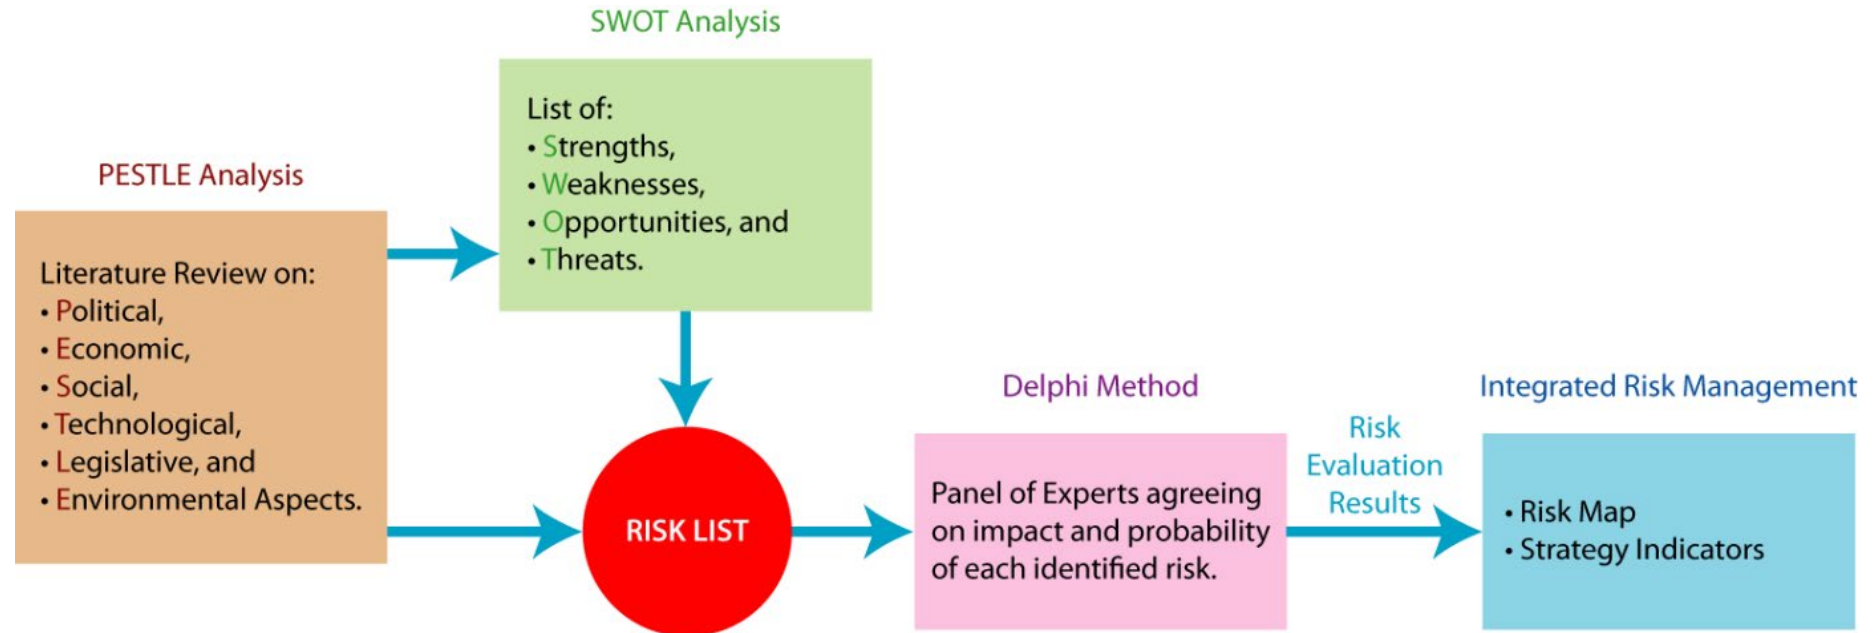 SWOT Analysis
List of:
• Strengths,
• Weaknesses,
• Opportunities, and
• Threats.
PESTLE Analysis
Literature Review on:
• Political,
• Economic,
• Social,
• Technological,
• Legislative, and
• Environmental Aspects.
RISK LIST
Delphi Method
Panel of Experts agreeing
on impact and probability
of each identified risk.
Risk
Evaluation
Results
Integrated Risk Management
• Risk Map
• Strategy Indicators